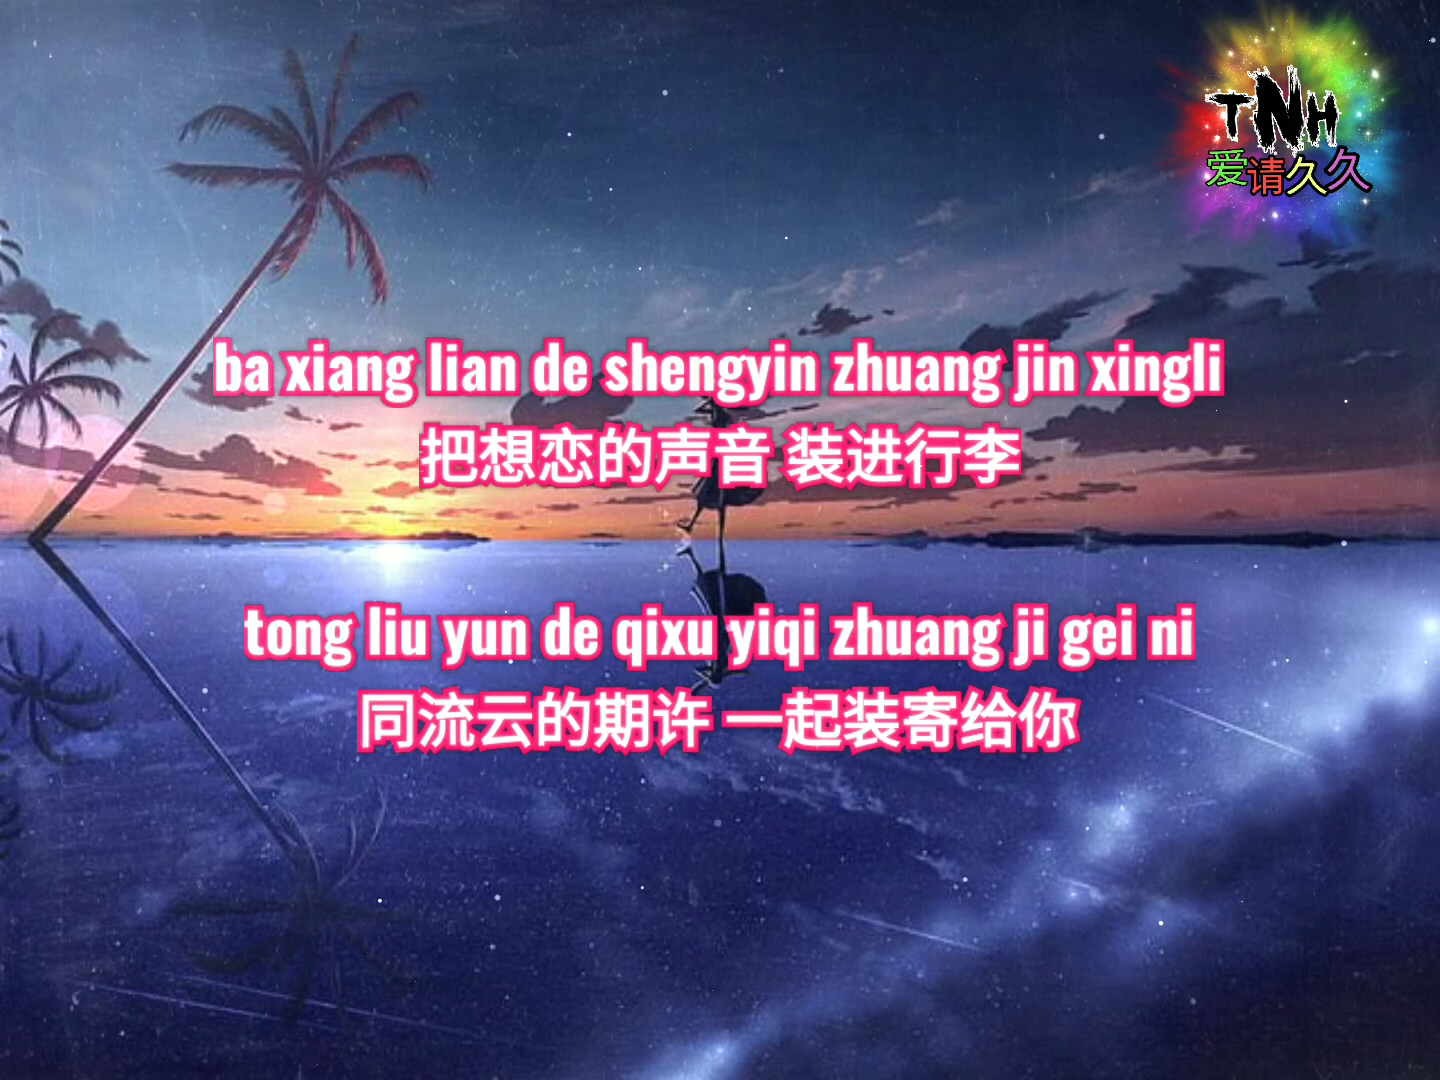 TNH
爱请久久
ba xiang lian de shengyin zhuang jin xingli
把想恋的声音 装进行李
tong liu yun de qixu yiqi zhuang ji gei ni
同流云的期许 一起装寄给你